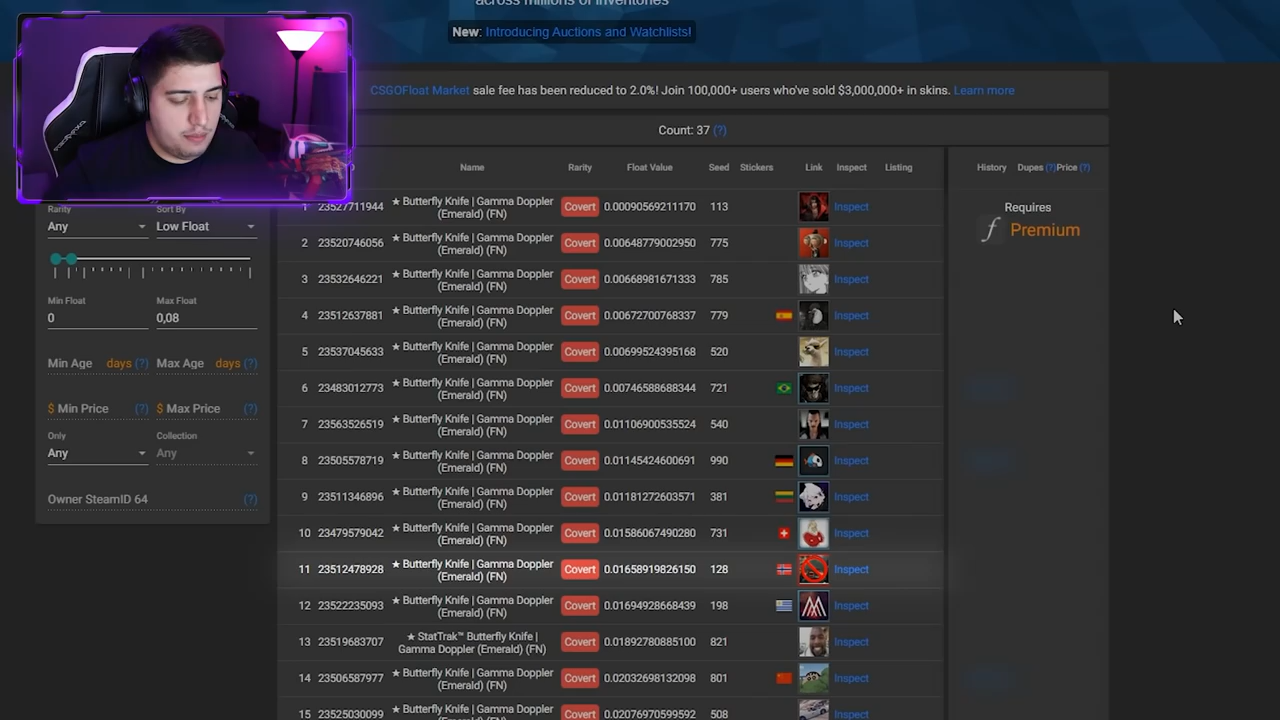 across millions of inventories
New: Introducing Auctions and Watchlists!
CSGOFloat Market sale fee has been reduced to 2.0%! Join 100,000+ users who've sold $3,000,000+ in skins. Learn more
Count: 37 (?)
Name Rarity Float Value Seed Stickers Link Inspect Listing History Dupes (?) Price (?)
Rarity Sort By
Any Low Float
Min Float Max Float
0 0,08
Min Age days (?) Max Age days (?)
$ Min Price (?) $ Max Price (?)
Only Collection
Any Any
Owner SteamID 64 (?)
1 23527711944 ★ Butterfly Knife | Gamma Doppler (Emerald) (FN) Covert 0.00090569211170 113 Inspect
2 23520746056 ★ Butterfly Knife | Gamma Doppler (Emerald) (FN) Covert 0.00648779002950 775 Inspect
3 23532646221 ★ Butterfly Knife | Gamma Doppler (Emerald) (FN) Covert 0.00668981671333 785 Inspect
4 23512637881 ★ Butterfly Knife | Gamma Doppler (Emerald) (FN) Covert 0.00672700768337 779 Inspect
5 23537045633 ★ Butterfly Knife | Gamma Doppler (Emerald) (FN) Covert 0.00699524395168 520 Inspect
6 23483012773 ★ Butterfly Knife | Gamma Doppler (Emerald) (FN) Covert 0.00746588688344 721 Inspect
7 23563526519 ★ Butterfly Knife | Gamma Doppler (Emerald) (FN) Covert 0.01106900535524 540 Inspect
8 23505578719 ★ Butterfly Knife | Gamma Doppler (Emerald) (FN) Covert 0.01145424600691 990 Inspect
9 23511346896 ★ Butterfly Knife | Gamma Doppler (Emerald) (FN) Covert 0.01181272603571 381 Inspect
10 23479579042 ★ Butterfly Knife | Gamma Doppler (Emerald) (FN) Covert 0.01586067490280 731 Inspect
11 23512478928 ★ Butterfly Knife | Gamma Doppler (Emerald) (FN) Covert 0.01658919826150 128 Inspect
12 23522235093 ★ Butterfly Knife | Gamma Doppler (Emerald) (FN) Covert 0.01694928668439 198 Inspect
13 23519683707 ★ StatTrak™ Butterfly Knife | Gamma Doppler (Emerald) (FN) Covert 0.01892780885100 821 Inspect
14 23506587977 ★ Butterfly Knife | Gamma Doppler (Emerald) (FN) Covert 0.02032698132098 801 Inspect
15 23525030099 ★ Butterfly Knife | Gamma Doppler Covert 0.02076970599592 508 Inspect
Requires
Premium